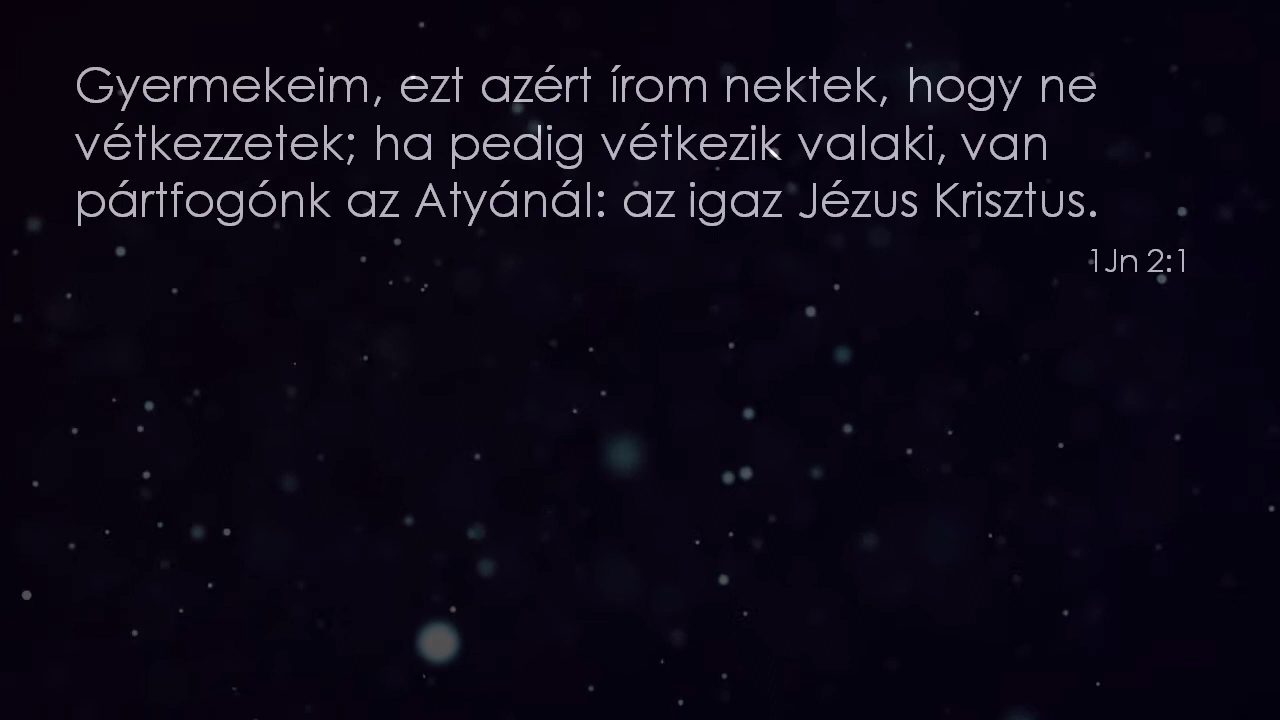 Gyermekeim, ezt azért írom nektek, hogy ne
vétkezzetek; ha pedig vétkezik valaki, van
pártfogónk az Atyánál: az igaz Jézus Krisztus.
1Jn 2:1